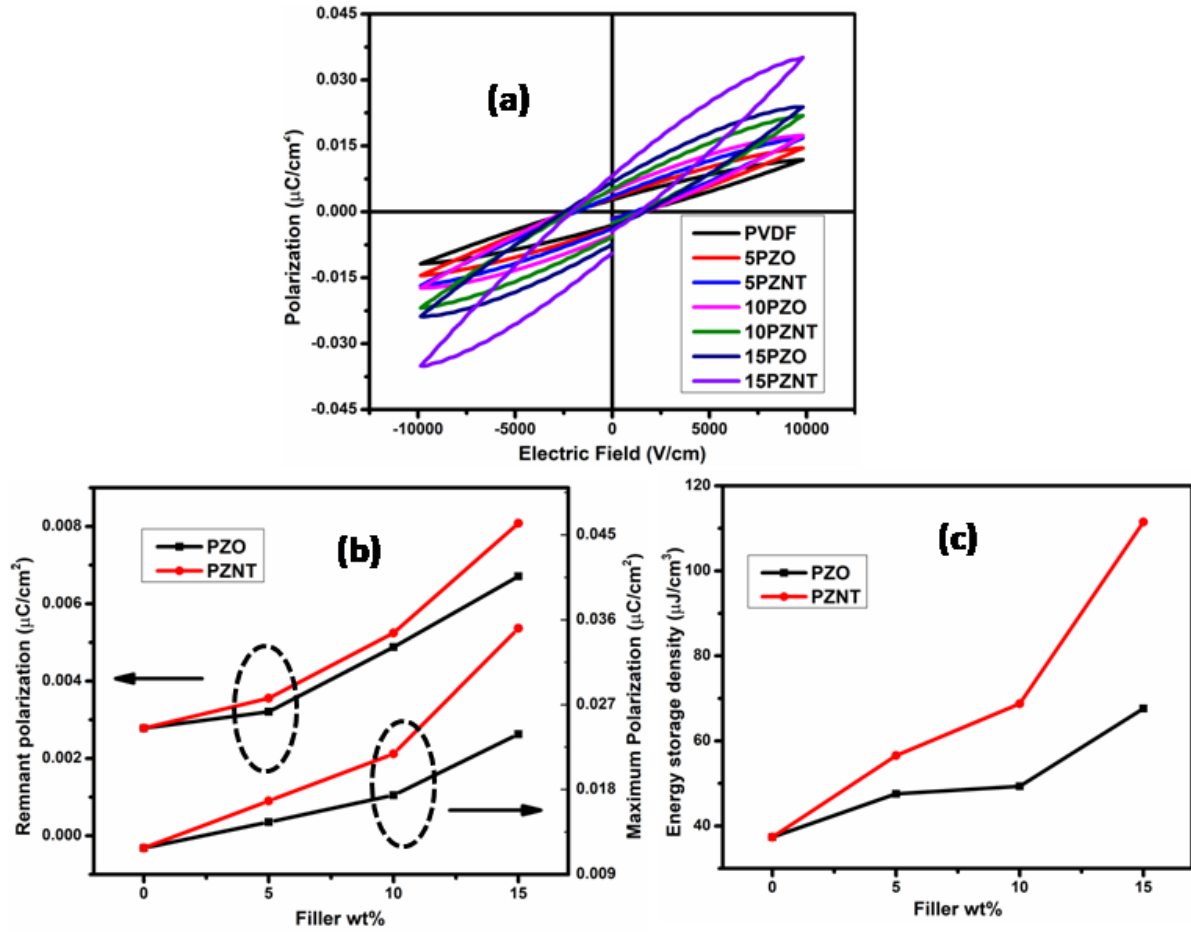 (a)
0.045
0.030
0.015
0.000
-0.015
-0.030
-0.045
Polarization (μC/cm²)
PVDF
5PZO
5PZNT
10PZO
10PZNT
15PZO
15PZNT
-10000 -5000 0 5000 10000
Electric Field (V/cm)
(b)
PZO
PZNT
0.008
0.006
0.004
0.002
0.000
Remnant polarization (μC/cm²)
0.045
0.036
0.027
0.018
0.009
Maximum Polarization (μC/cm²)
0 5 10 15
Filler wt%
(c)
PZO
PZNT
120
100
80
60
40
Energy storage density (μJ/cm³)
0 5 10 15
Filler wt%